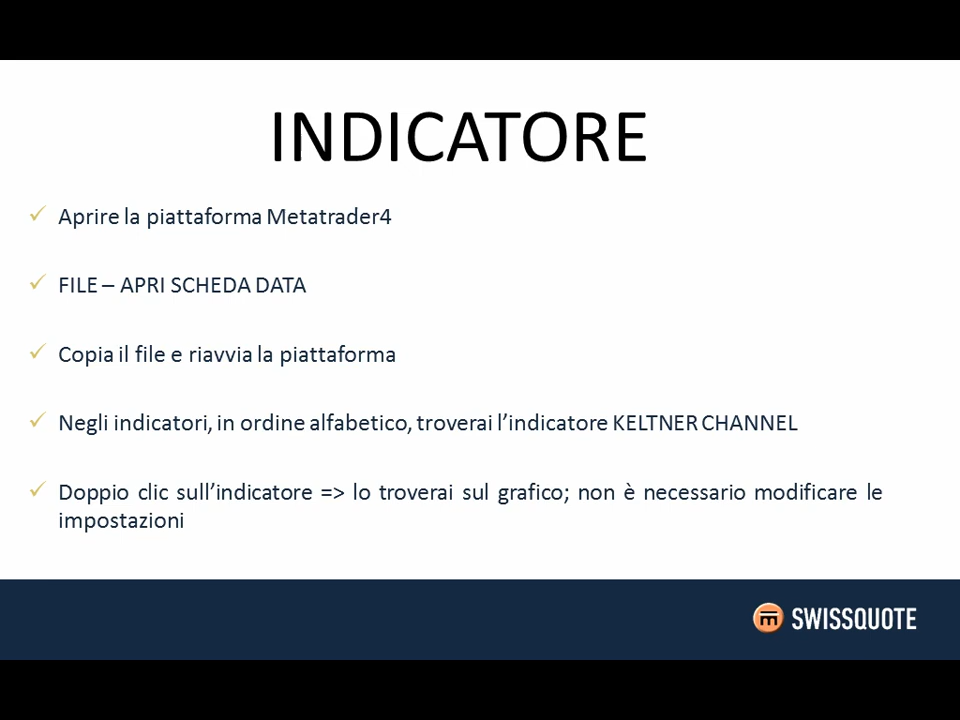 INDICATORE
Aprire la piattaforma Metatrader4
FILE – APRI SCHEDA DATA
Copia il file e riavvia la piattaforma
Negli indicatori, in ordine alfabetico, troverai l’indicatore KELTNER CHANNEL
Doppio clic sull’indicatore => lo troverai sul grafico; non è necessario modificare le
impostazioni
SWISSQUOTE